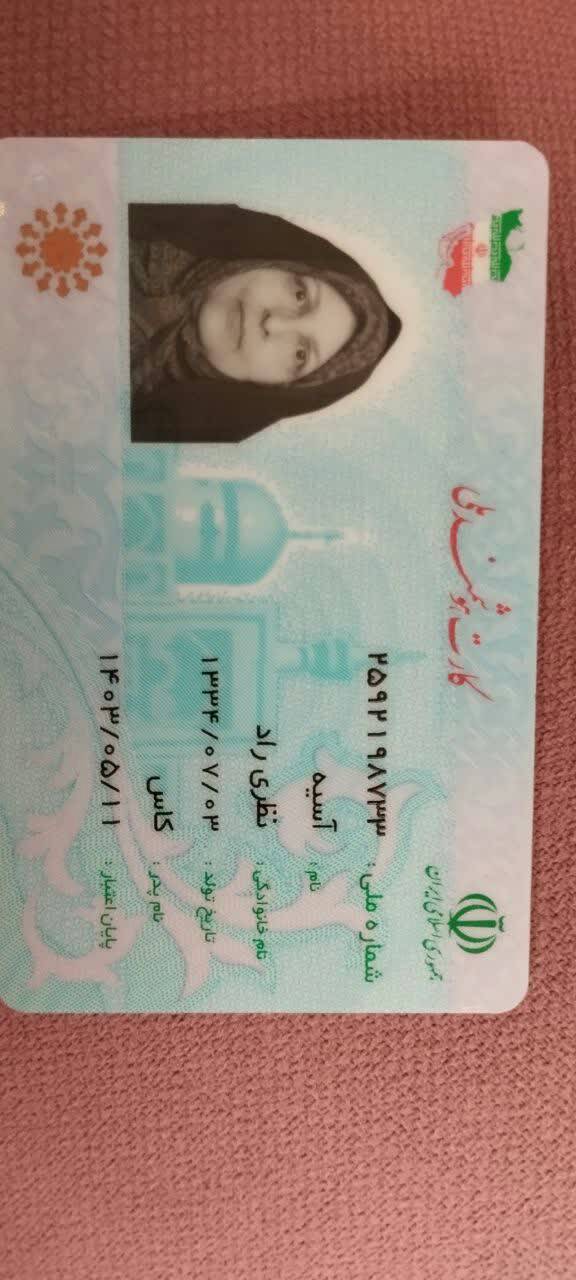 کارت هوشمند ملی
جمهوری اسلامی ایران
شماره ملی : ۲۵۹۲۱۹۸۷۳۳
نام : آسیه
نام خانوادگی : نظری راد
تاریخ تولد : ۱۳۳۴/۰۷/۰۳
نام پدر : کاس
پایان اعتبار : ۱۴۰۳/۰۵/۱۱